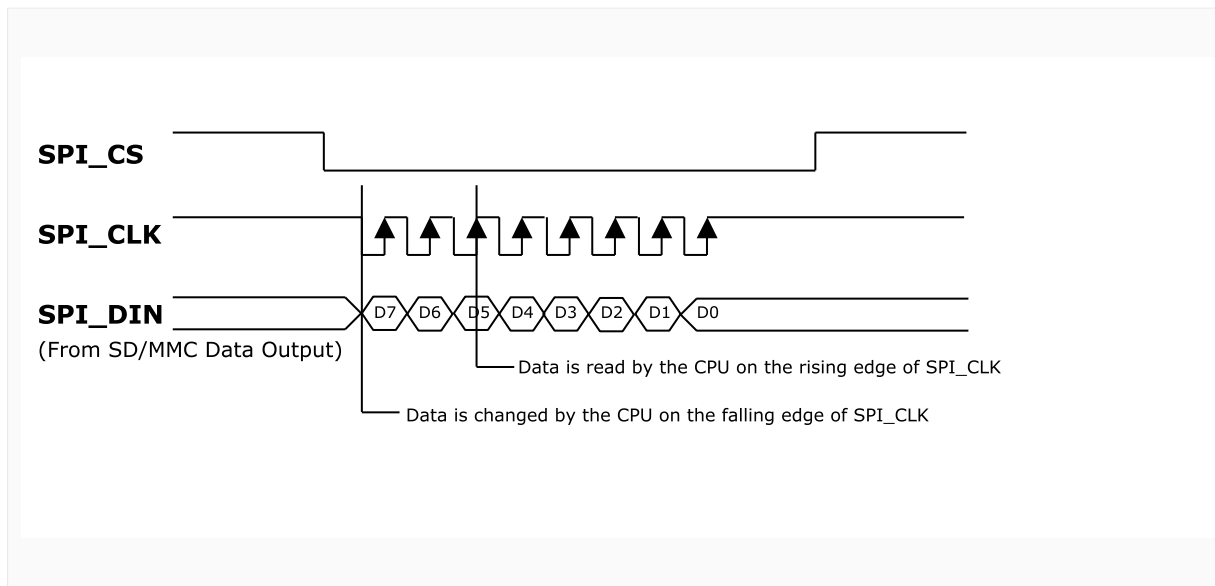 SPI_CS
SPI_CLK
SPI_DIN
D7 D6 D5 D4 D3 D2 D1 D0
(From SD/MMC Data Output)
Data is read by the CPU on the rising edge of SPI_CLK
Data is changed by the CPU on the falling edge of SPI_CLK